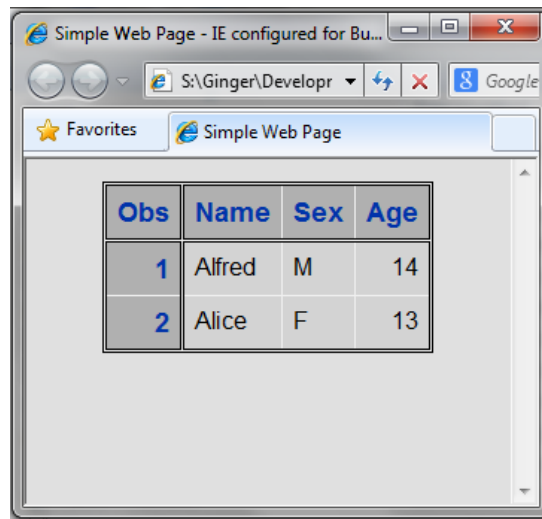 Simple Web Page - IE configured for Bu...
S:\Ginger\Developr
Google
Favorites
Simple Web Page
Obs Name Sex Age
1 Alfred M 14
2 Alice F 13